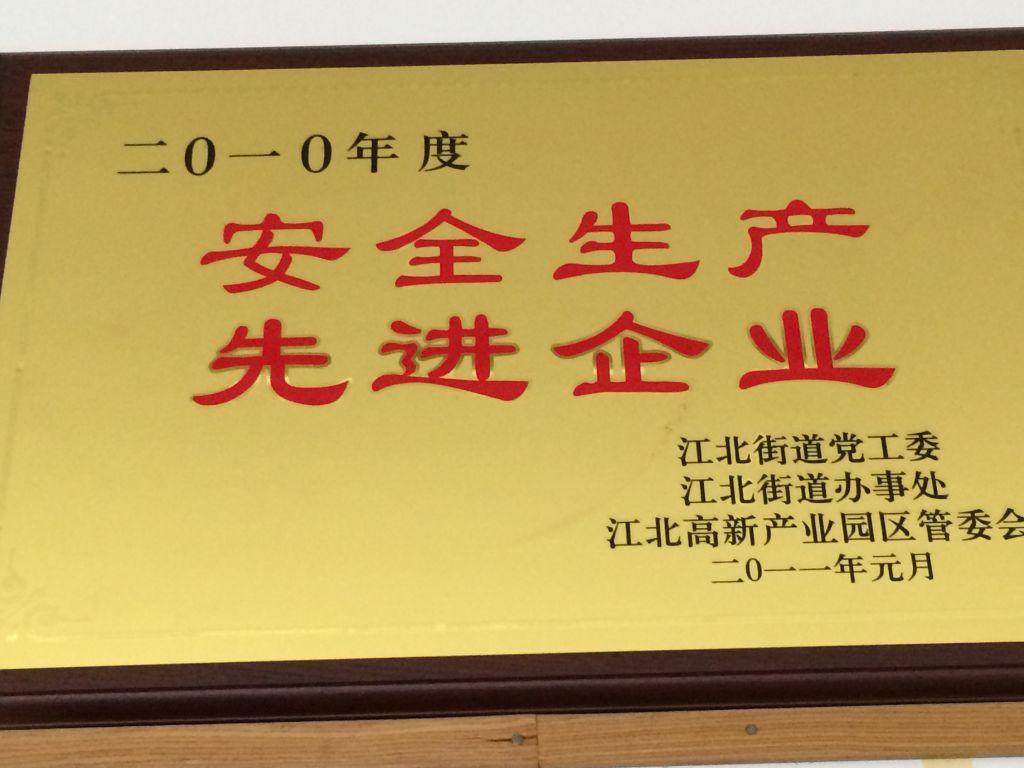 二0一0年度
安全生产
先进企业
江北街道党工委
江北街道办事处
江北高新产业园区管委会
二0一一年元月